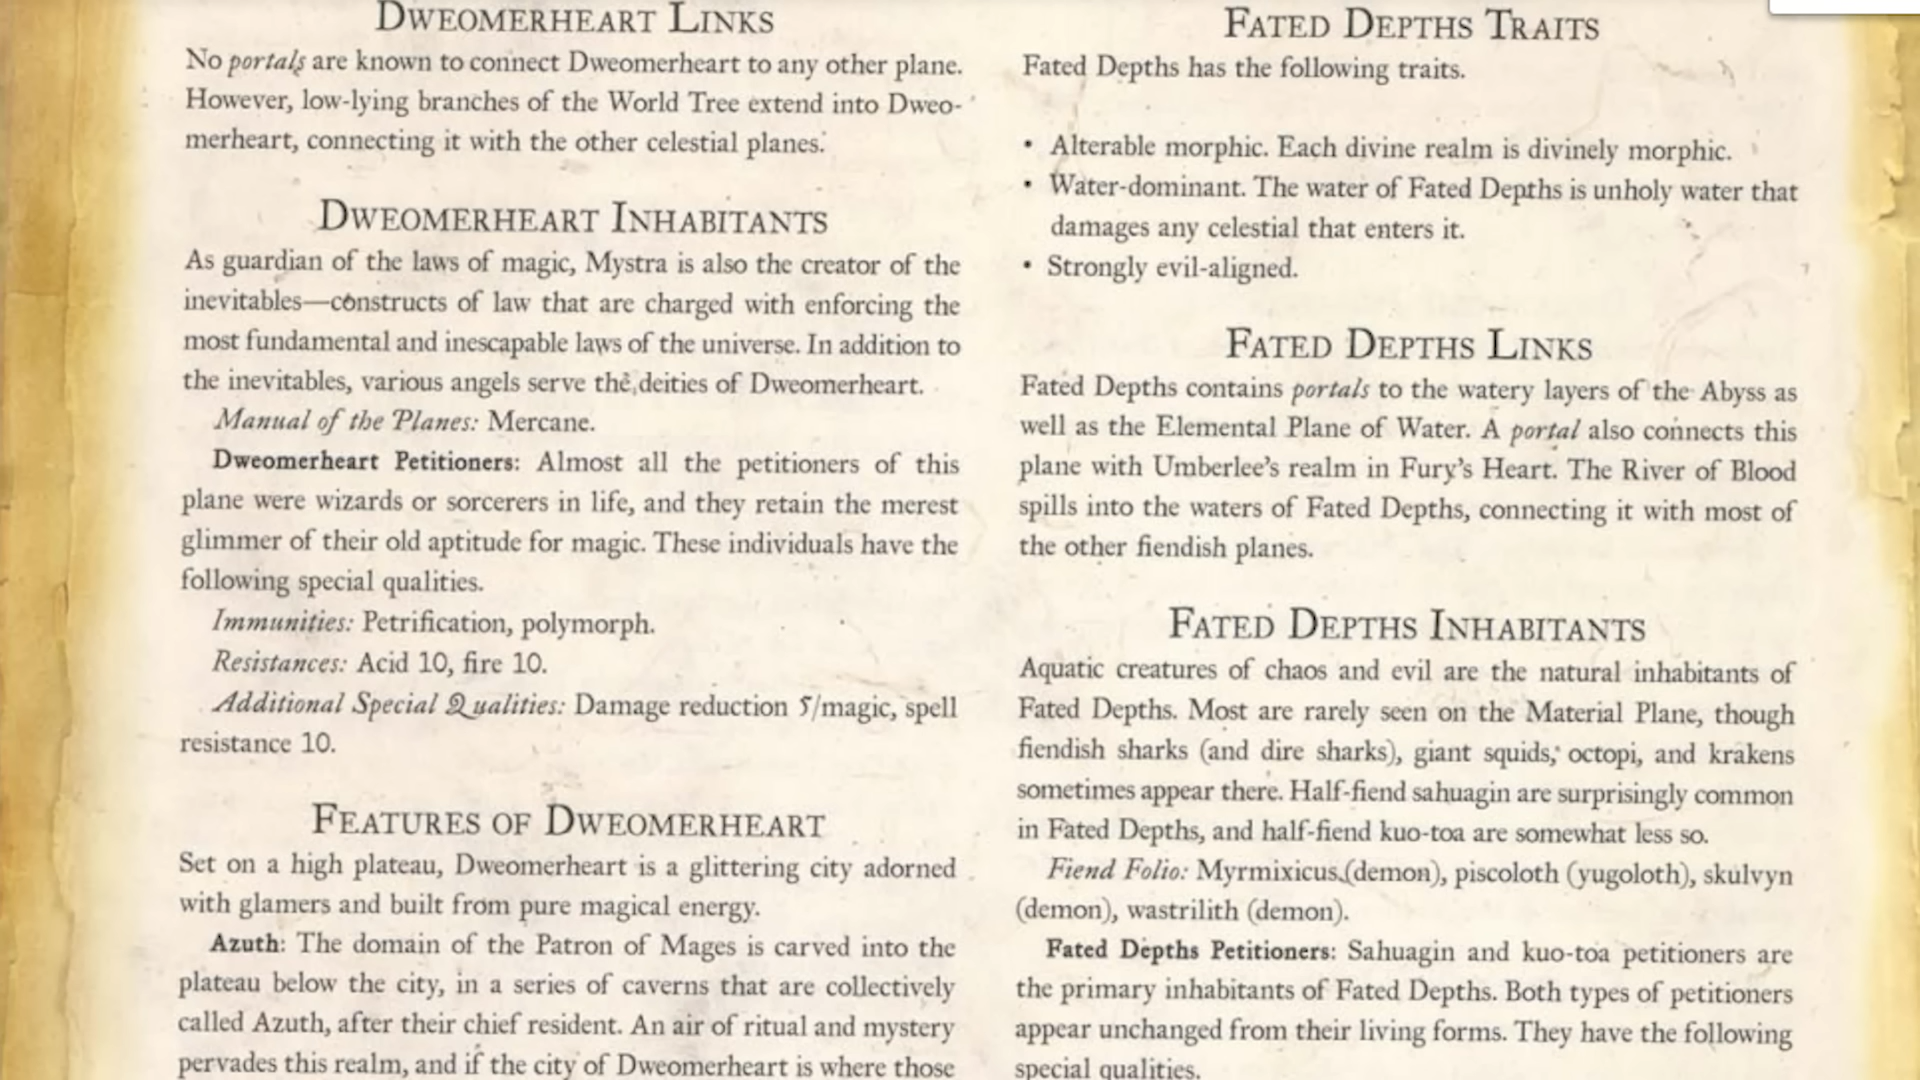 DWEOMERHEART LINKS
No portals are known to connect Dweomerheart to any other plane.
However, low-lying branches of the World Tree extend into Dweo-
merheart, connecting it with the other celestial planes.
DWEOMERHEART INHABITANTS
As guardian of the laws of magic, Mystra is also the creator of the
inevitables—constructs of law that are charged with enforcing the
most fundamental and inescapable laws of the universe. In addition to
the inevitables, various angels serve the deities of Dweomerheart.
Manual of the Planes: Mercane.
Dweomerheart Petitioners: Almost all the petitioners of this
plane were wizards or sorcerers in life, and they retain the merest
glimmer of their old aptitude for magic. These individuals have the
following special qualities.
Immunities: Petrification, polymorph.
Resistances: Acid 10, fire 10.
Additional Special Qualities: Damage reduction 5/magic, spell
resistance 10.
FEATURES OF DWEOMERHEART
Set on a high plateau, Dweomerheart is a glittering city adorned
with glamers and built from pure magical energy.
Azuth: The domain of the Patron of Mages is carved into the
plateau below the city, in a series of caverns that are collectively
called Azuth, after their chief resident. An air of ritual and mystery
pervades this realm, and if the city of Dweomerheart is where those
FATED DEPTHS TRAITS
Fated Depths has the following traits.
• Alterable morphic. Each divine realm is divinely morphic.
• Water-dominant. The water of Fated Depths is unholy water that
damages any celestial that enters it.
• Strongly evil-aligned.
FATED DEPTHS LINKS
Fated Depths contains portals to the watery layers of the Abyss as
well as the Elemental Plane of Water. A portal also connects this
plane with Umberlee's realm in Fury's Heart. The River of Blood
spills into the waters of Fated Depths, connecting it with most of
the other fiendish planes.
FATED DEPTHS INHABITANTS
Aquatic creatures of chaos and evil are the natural inhabitants of
Fated Depths. Most are rarely seen on the Material Plane, though
fiendish sharks (and dire sharks), giant squids, octopi, and krakens
sometimes appear there. Half-fiend sahuagin are surprisingly common
in Fated Depths, and half-fiend kuo-toa are somewhat less so.
Fiend Folio: Myrmixicus (demon), piscoloth (yugoloth), skulvyn
(demon), wastrilith (demon).
Fated Depths Petitioners: Sahuagin and kuo-toa petitioners are
the primary inhabitants of Fated Depths. Both types of petitioners
appear unchanged from their living forms. They have the following
special qualities.